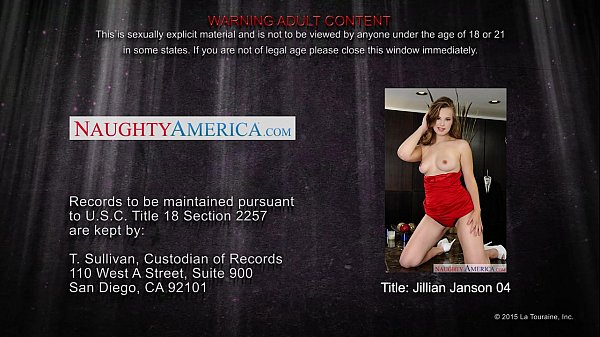 WARNING ADULT CONTENT
This is sexually explicit material and is not to be viewed by anyone under the age of 18 or 21
in some states. If you are not of legal age please close this window immediately.
NAUGHTYAMERICA.COM
Records to be maintained pursuant
to U.S.C. Title 18 Section 2257
are kept by:
T. Sullivan, Custodian of Records
110 West A Street, Suite 900
San Diego, CA 92101
NAUGHTYAMERICA.COM
Title: Jillian Janson 04
© 2015 La Touraine, Inc.